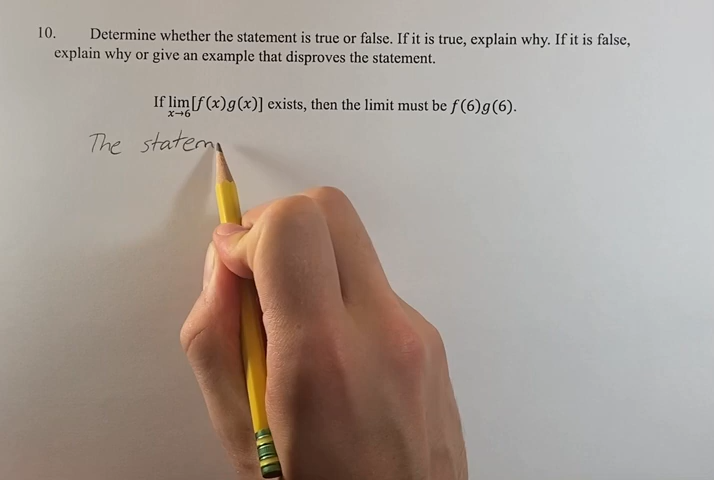 10. Determine whether the statement is true or false. If it is true, explain why. If it is false,
explain why or give an example that disproves the statement.
If lim [f(x)g(x)] exists, then the limit must be f(6)g(6).
x→6
The statem